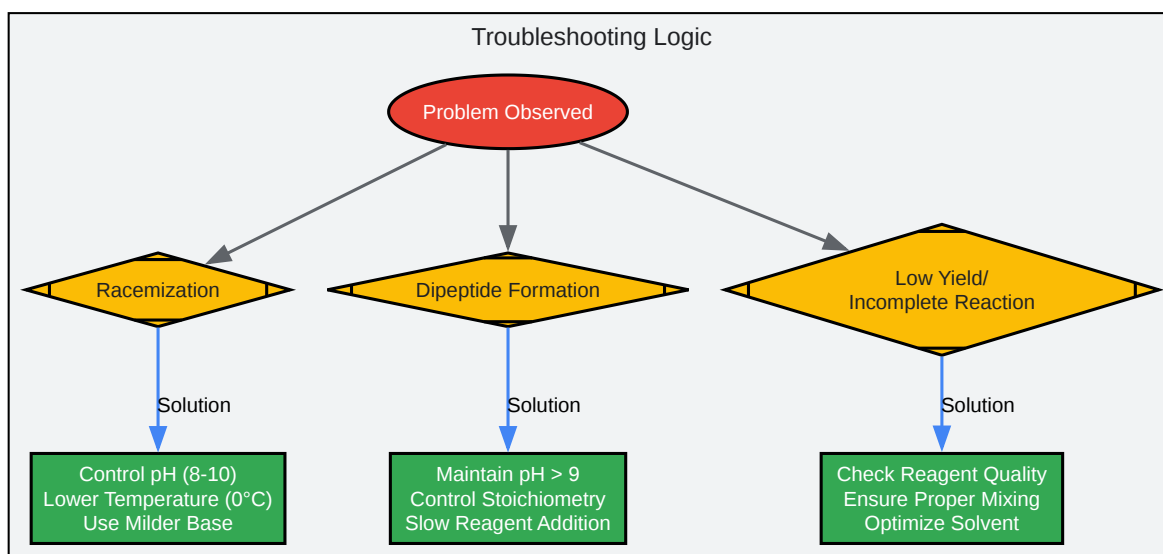 Troubleshooting Logic
Problem Observed
Racemization
Dipeptide Formation
Low Yield/
Incomplete Reaction
Solution
Solution
Solution
Control pH (8-10)
Lower Temperature (0°C)
Use Milder Base
Maintain pH > 9
Control Stoichiometry
Slow Reagent Addition
Check Reagent Quality
Ensure Proper Mixing
Optimize Solvent